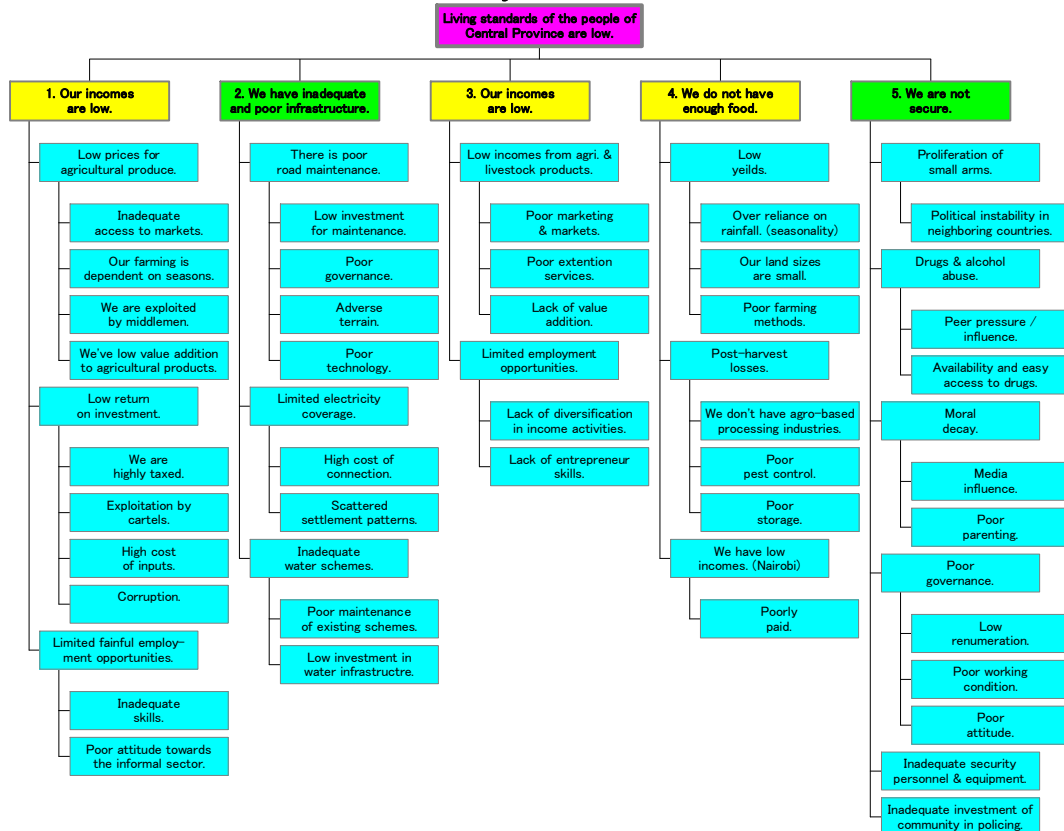 Living standards of the people of
Central Province are low.
1. Our incomes
are low.
Low prices for
agricultural produce.
Inadequate
access to markets.
Our farming is
dependent on seasons.
We are exploited
by middlemen.
We've low value addition
to agricultural products.
Low return
on investment.
We are
highly taxed.
Exploitation by
cartels.
High cost
of inputs.
Corruption.
Limited fainful employ-
ment opportunities.
Inadequate
skills.
Poor attitude towards
the informal sector.
2. We have inadequate
and poor infrastructure.
There is poor
road maintenance.
Low investment
for maintenance.
Poor
governance.
Adverse
terrain.
Poor
technology.
Limited electricity
coverage.
High cost of
connection.
Scattered
settlement patterns.
Inadequate
water schemes.
Poor maintenance
of existing schemes.
Low investment in
water infrastructre.
3. Our incomes
are low.
Low incomes from agri. &
livestock products.
Poor marketing
& markets.
Poor extention
services.
Lack of value
addition.
Limited employment
opportunities.
Lack of diversification
in income activities.
Lack of entrepreneur
skills.
4. We do not have
enough food.
Low
yeilds.
Over reliance on
rainfall. (seasonality)
Our land sizes
are small.
Poor farming
methods.
Post-harvest
losses.
We don't have agro-based
processing industries.
Poor
pest control.
Poor
storage.
We have low
incomes. (Nairobi)
Poorly
paid.
5. We are not
secure.
Proliferation of
small arms.
Political instability in
neighboring countries.
Drugs & alcohol
abuse.
Peer pressure /
influence.
Availability and easy
access to drugs.
Moral
decay.
Media
influence.
Poor
parenting.
Poor
governance.
Low
renumeration.
Poor working
condition.
Poor
attitude.
Inadequate security
personnel & equipment.
Inadequate investment of
community in policing.